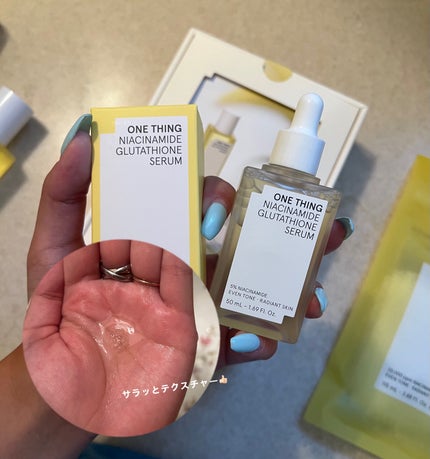 ONE THING
NIACINAMIDE
GLUTATHIONE
SERUM
ONE THING
NIACINAMIDE
GLUTATHIONE
SERUM
5% NIACINAMIDE
EVEN TONE · RADIANT SKIN
50 mL – 1.69 Fl. Oz.
サラッとテクスチャー👍🏻